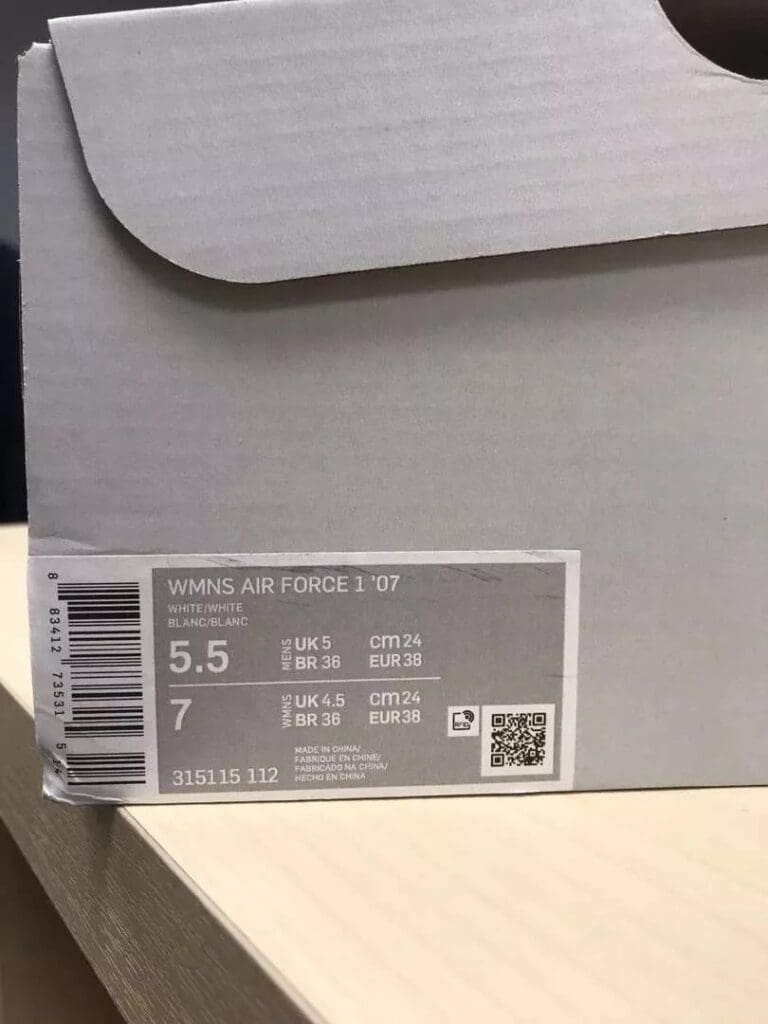 WMNS AIR FORCE 1 '07
WHITE/WHITE
BLANC/BLANC
5.5 MENS UK 5 cm 24
BR 36 EUR 38
7 WMNS UK 4.5 cm 24
BR 36 EUR 38
RFID
MADE IN CHINA/
FABRIQUÉ EN CHINE/
FABRICADO NA CHINA/
HECHO EN CHINA
315115 112
8 83412 73531 5